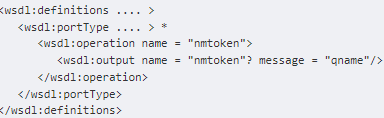 <wsdl:definitions .... >
<wsdl:portType .... > *
<wsdl:operation name = "nmtoken">
<wsdl:output name = "nmtoken"? message = "qname"/>
</wsdl:operation>
</wsdl:portType>
</wsdl:definitions>